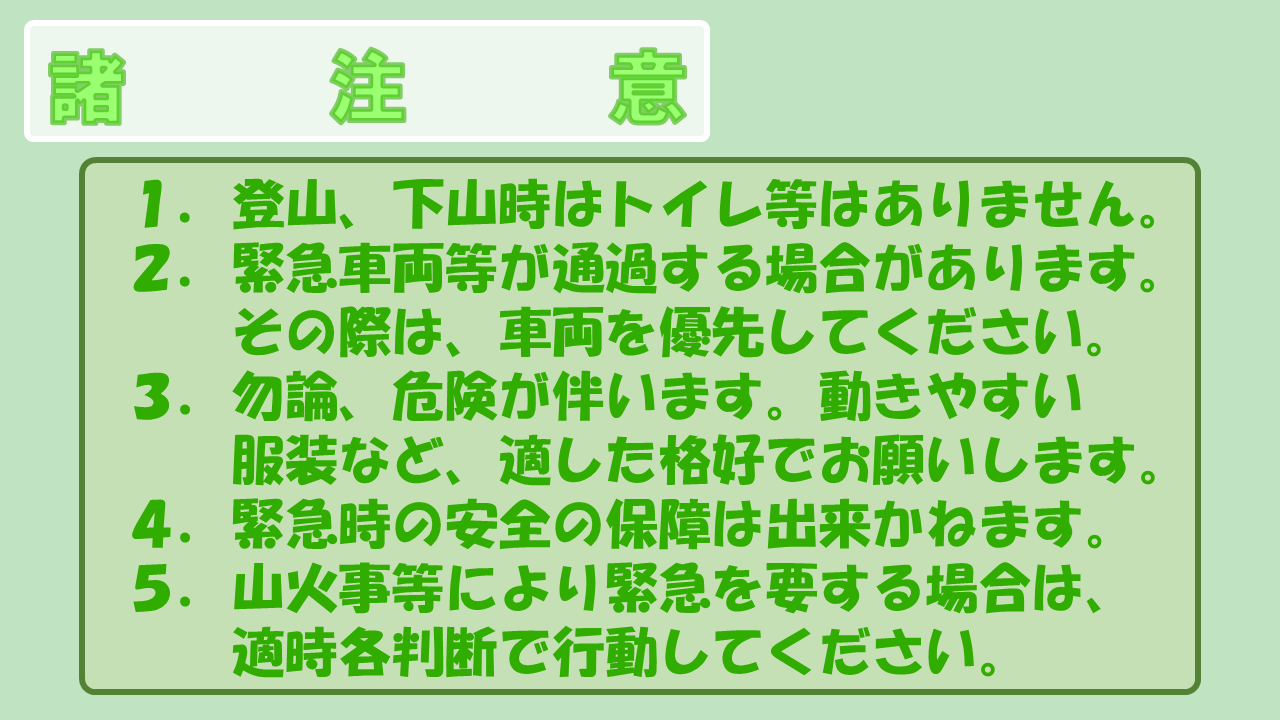 諸　注　意
１．登山、下山時はトイレ等はありません。
２．緊急車両等が通過する場合があります。
その際は、車両を優先してください。
３．勿論、危険が伴います。動きやすい
服装など、適した格好でお願いします。
４．緊急時の安全の保障は出来かねます。
５．山火事等により緊急を要する場合は、
適時各判断で行動してください。